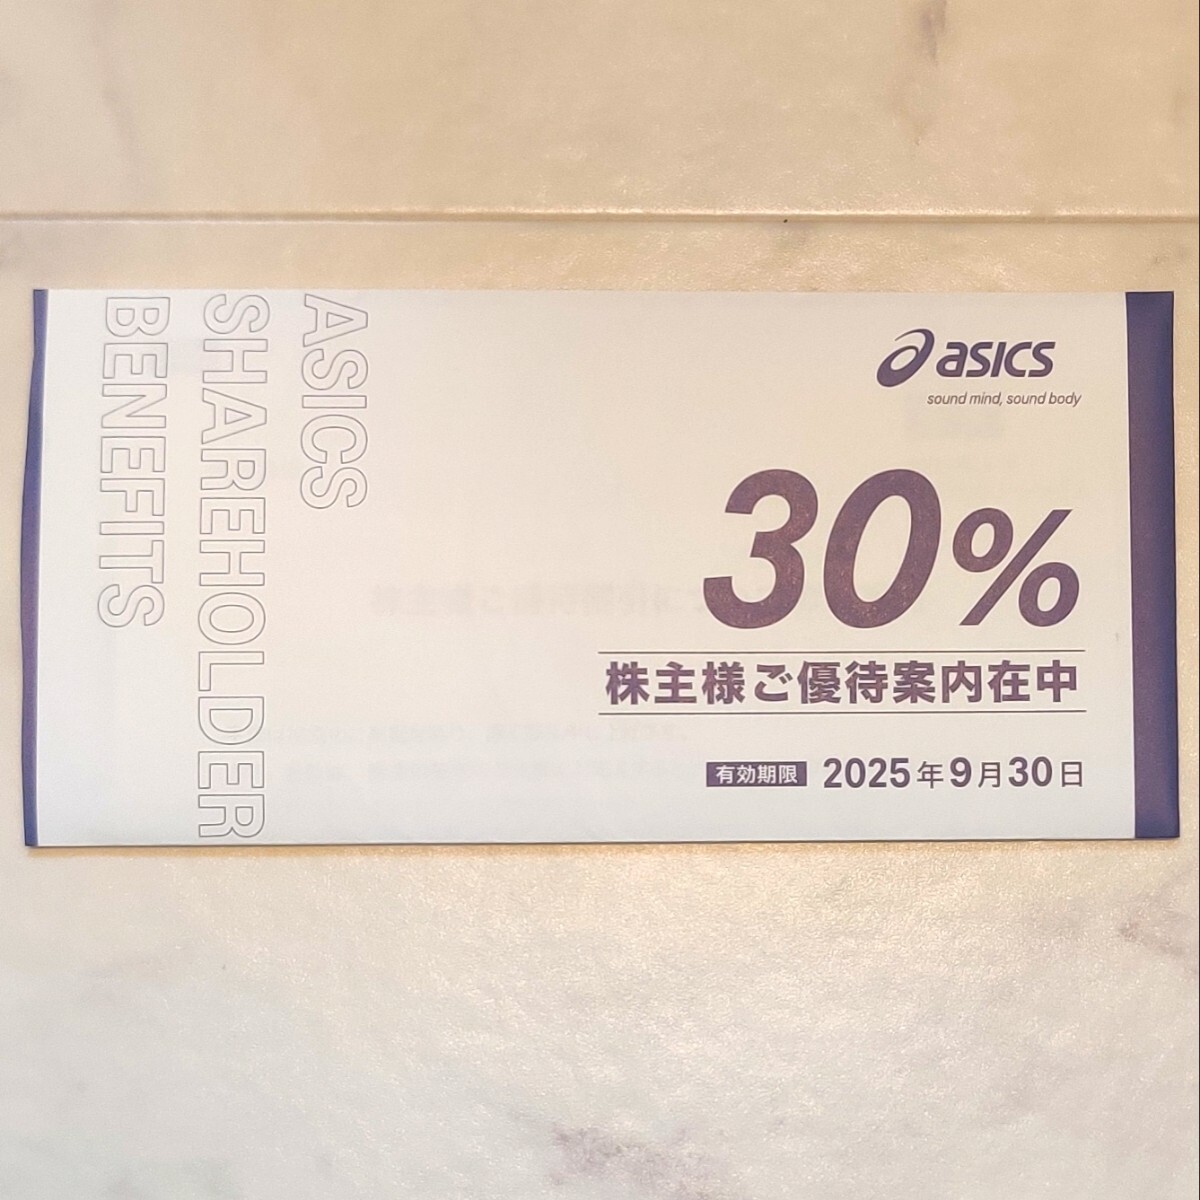 ASICS
SHAREHOLDER
BENEFITS
asics
sound mind, sound body
30%
株主様ご優待案内在中
有効期限 2025年9月30日